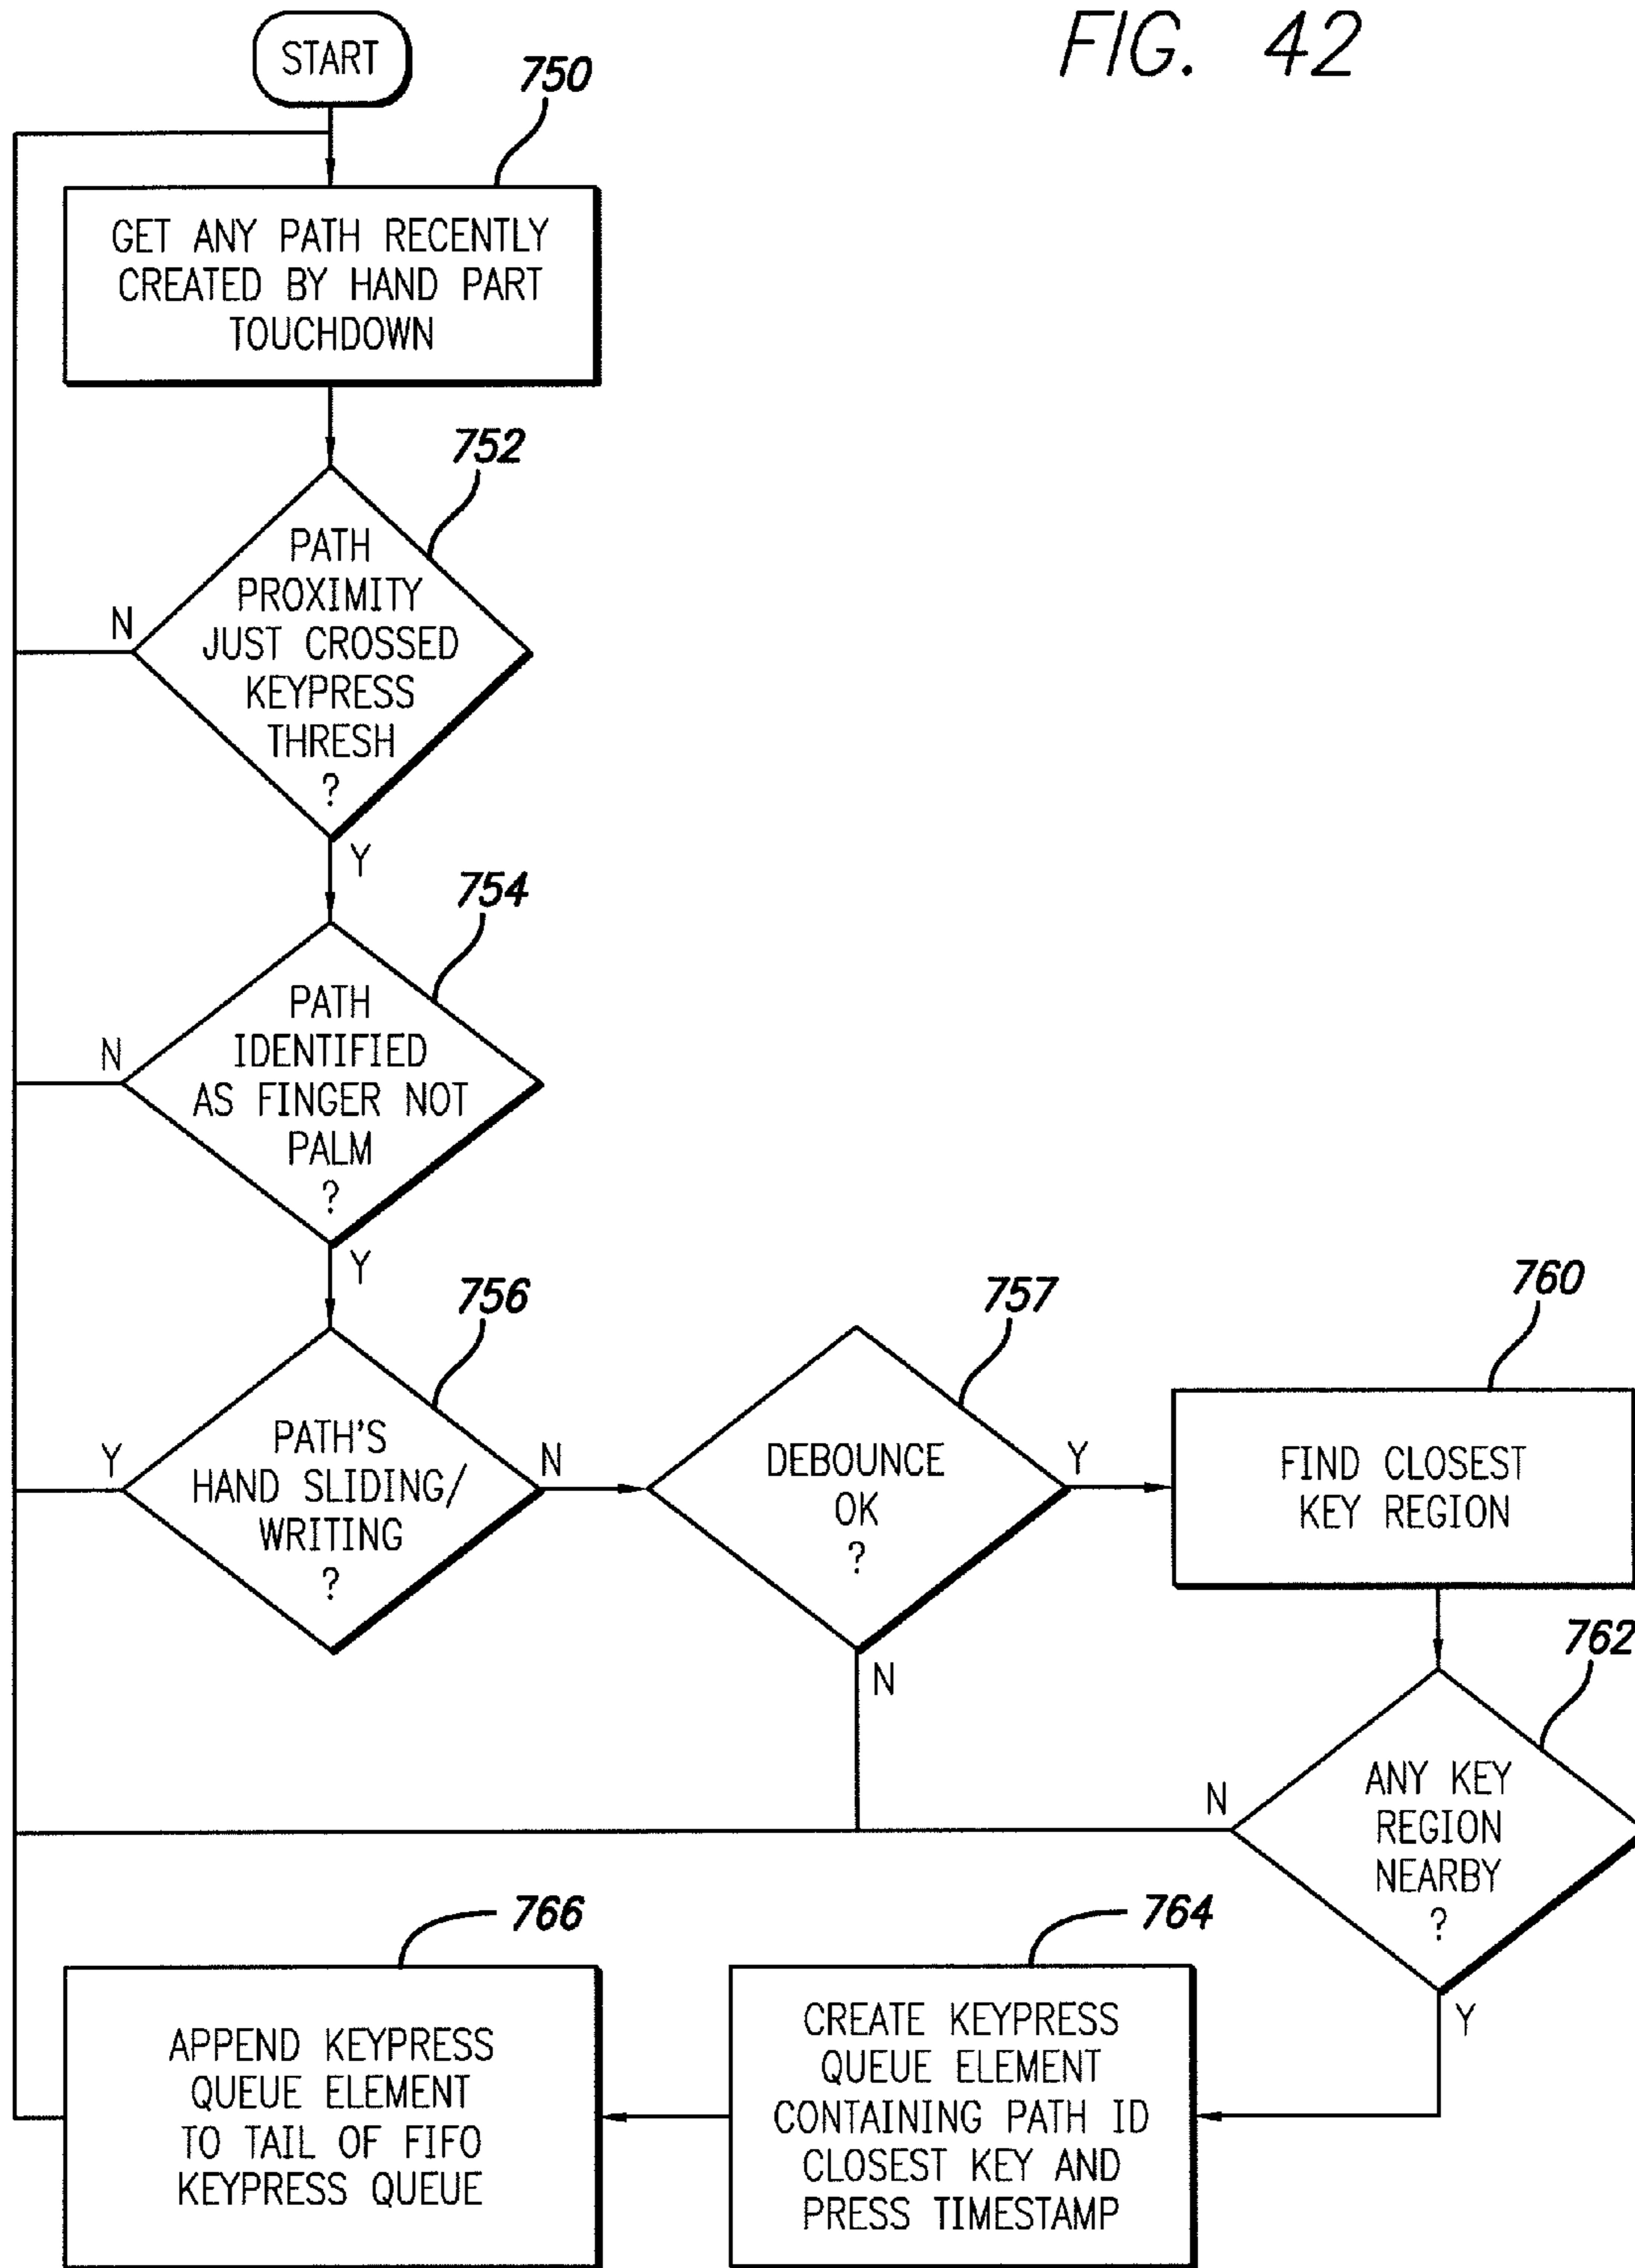 FIG. 42
START
750
GET ANY PATH RECENTLY
CREATED BY HAND PART
TOUCHDOWN
752
PATH
PROXIMITY
JUST CROSSED
KEYPRESS
THRESH
?
N
Y
754
PATH
IDENTIFIED
AS FINGER NOT
PALM
?
N
Y
756
PATH'S
HAND SLIDING/
WRITING
?
Y
N
757
DEBOUNCE
OK
?
Y
N
760
FIND CLOSEST
KEY REGION
762
ANY KEY
REGION
NEARBY
?
N
Y
764
CREATE KEYPRESS
QUEUE ELEMENT
CONTAINING PATH ID
CLOSEST KEY AND
PRESS TIMESTAMP
766
APPEND KEYPRESS
QUEUE ELEMENT
TO TAIL OF FIFO
KEYPRESS QUEUE